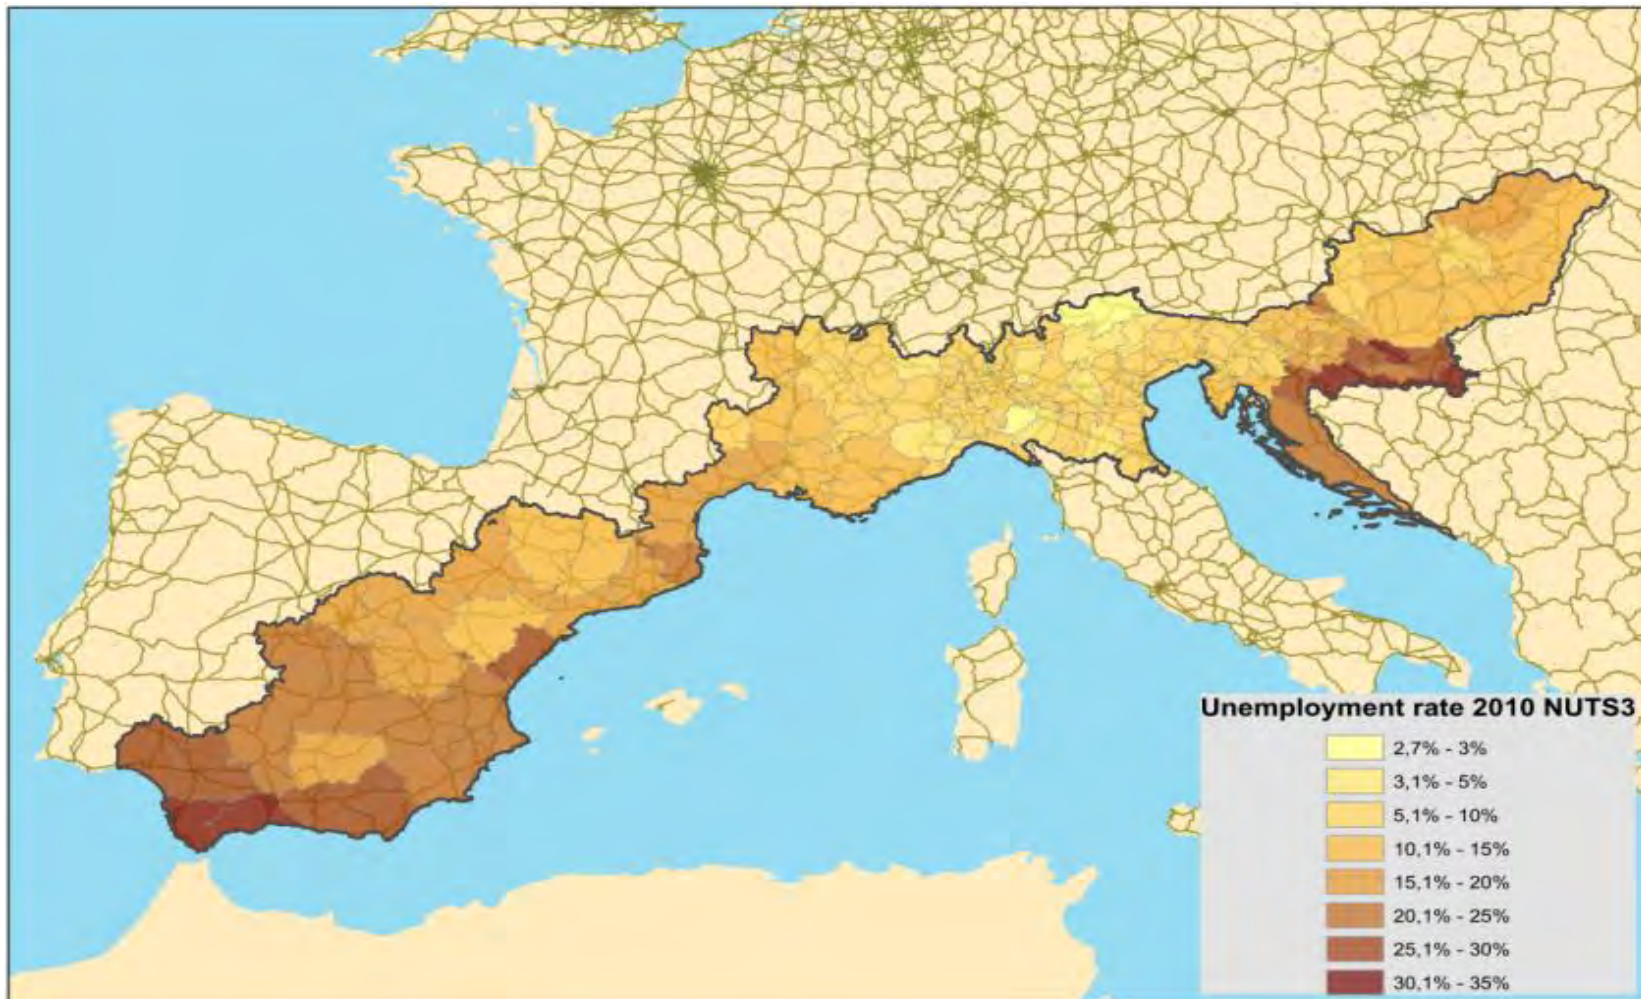 Unemployment rate 2010 NUTS3
2,7% - 3%
3,1% - 5%
5,1% - 10%
10,1% - 15%
15,1% - 20%
20,1% - 25%
25,1% - 30%
30,1% - 35%